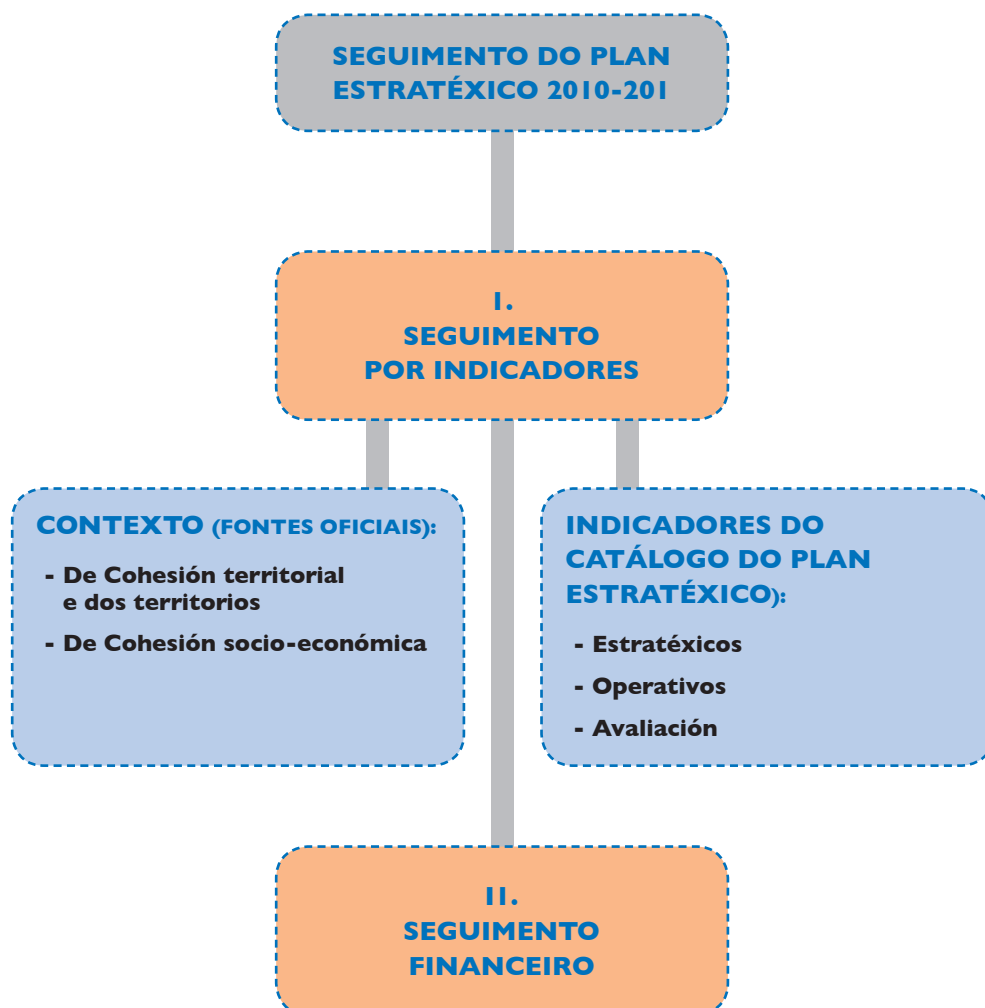 SEGUIMENTO DO PLAN
ESTRATÉXICO 2010-201
I.
SEGUIMENTO
POR INDICADORES
CONTEXTO (FONTES OFICIAIS):
- De Cohesión territorial
e dos territorios
- De Cohesión socio-económica
INDICADORES DO
CATÁLOGO DO PLAN
ESTRATÉXICO):
- Estratéxicos
- Operativos
- Avaliación
II.
SEGUIMENTO
FINANCEIRO